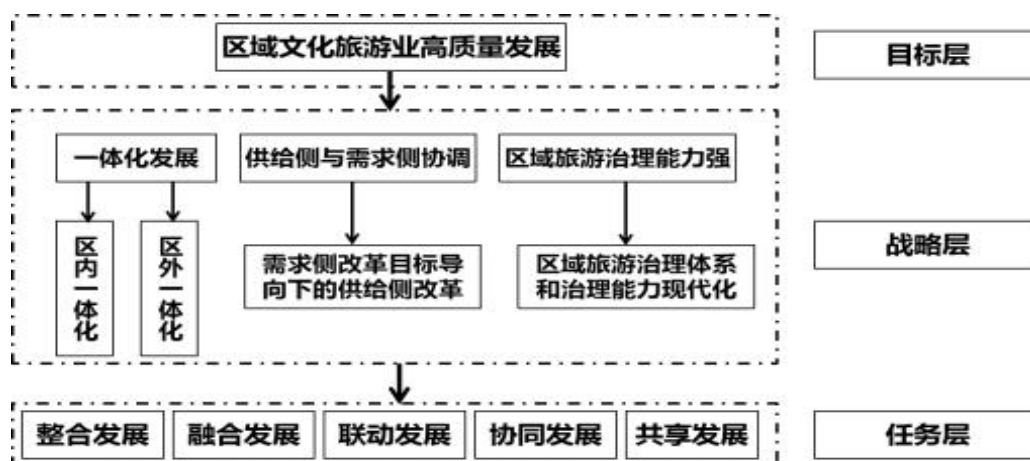 区域文化旅游业高质量发展
目标层
一体化发展
供给侧与需求侧协调
区域旅游治理能力强
区内一体化
区外一体化
需求侧改革目标导
向下的供给侧改革
区域旅游治理体系
和治理能力现代化
战略层
整合发展
融合发展
联动发展
协同发展
共享发展
任务层